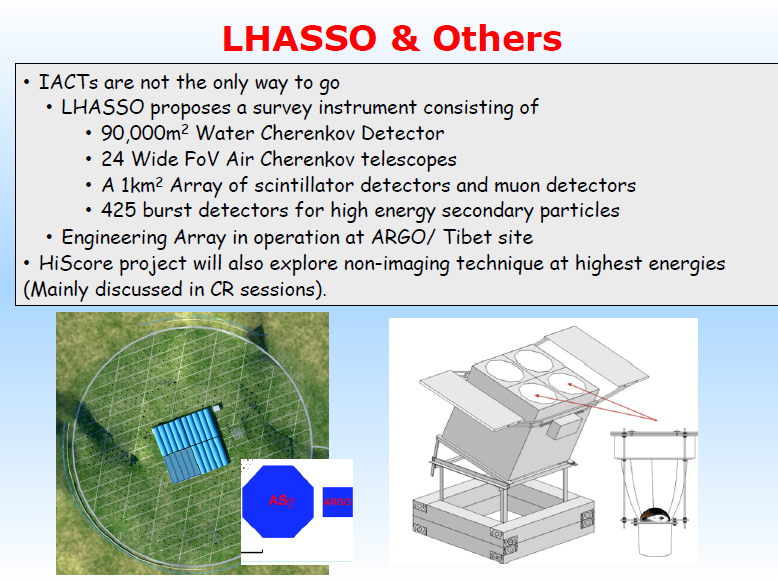 LHASSO & Others
• IACTs are not the only way to go
• LHASSO proposes a survey instrument consisting of
• 90,000m² Water Cherenkov Detector
• 24 Wide FoV Air Cherenkov telescopes
• A 1km² Array of scintillator detectors and muon detectors
• 425 burst detectors for high energy secondary particles
• Engineering Array in operation at ARGO/ Tibet site
• HiScore project will also explore non-imaging technique at highest energies
(Mainly discussed in CR sessions).
ASγ
ARGO